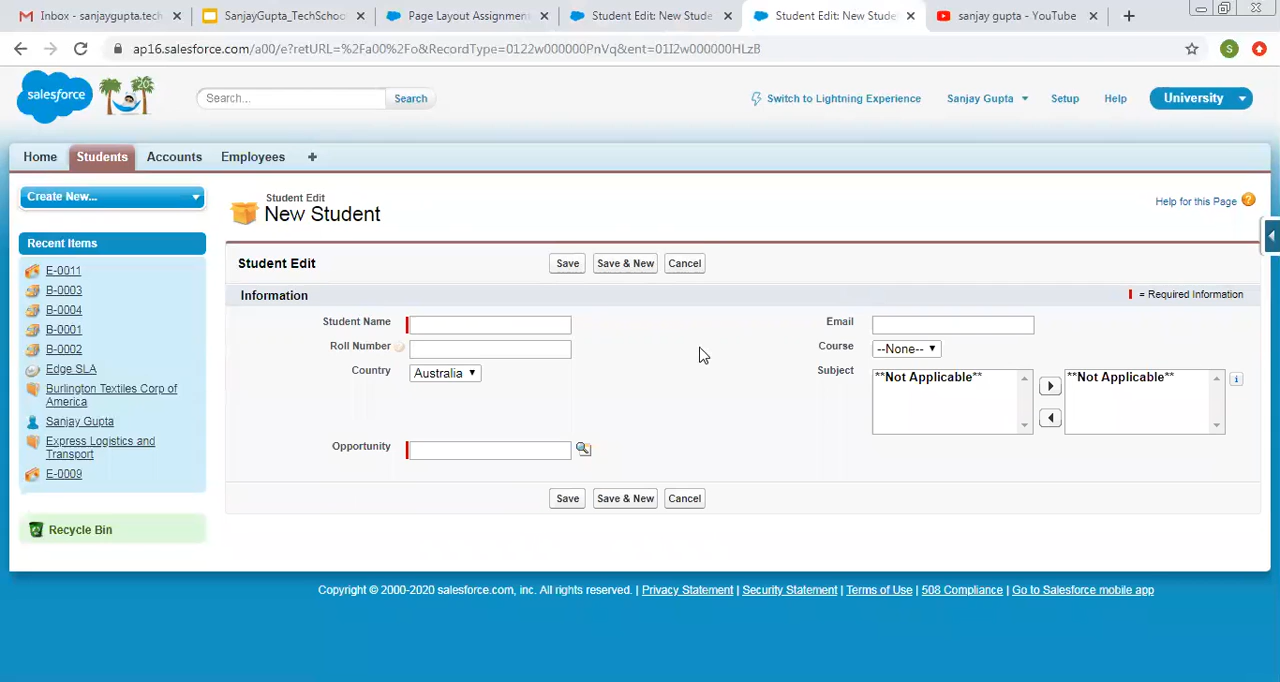 Inbox - sanjaygupta.tech
SanjayGupta_TechSchool
Page Layout Assignmen
Student Edit: New Stude
Student Edit: New Stude
sanjay gupta - YouTube
ap16.salesforce.com/a00/e?retURL=%2Fa00%2Fo&RecordType=0122w000000PnVq&ent=01I2w000000HLzB
S
salesforce
20
Search...
Search
Switch to Lightning Experience
Sanjay Gupta
Setup
Help
University
Home
Students
Accounts
Employees
Create New...
Recent Items
E-0011
B-0003
B-0004
B-0001
B-0002
Edge SLA
Burlington Textiles Corp of
America
Sanjay Gupta
Express Logistics and
Transport
E-0009
Recycle Bin
Student Edit
New Student
Help for this Page
Student Edit
Save
Save & New
Cancel
Information
= Required Information
Student Name
Email
Roll Number
Course
--None--
Country
Australia
Subject
**Not Applicable**
**Not Applicable**
Opportunity
Save
Save & New
Cancel
Copyright © 2000-2020 salesforce.com, inc. All rights reserved. | Privacy Statement | Security Statement | Terms of Use | 508 Compliance | Go to Salesforce mobile app